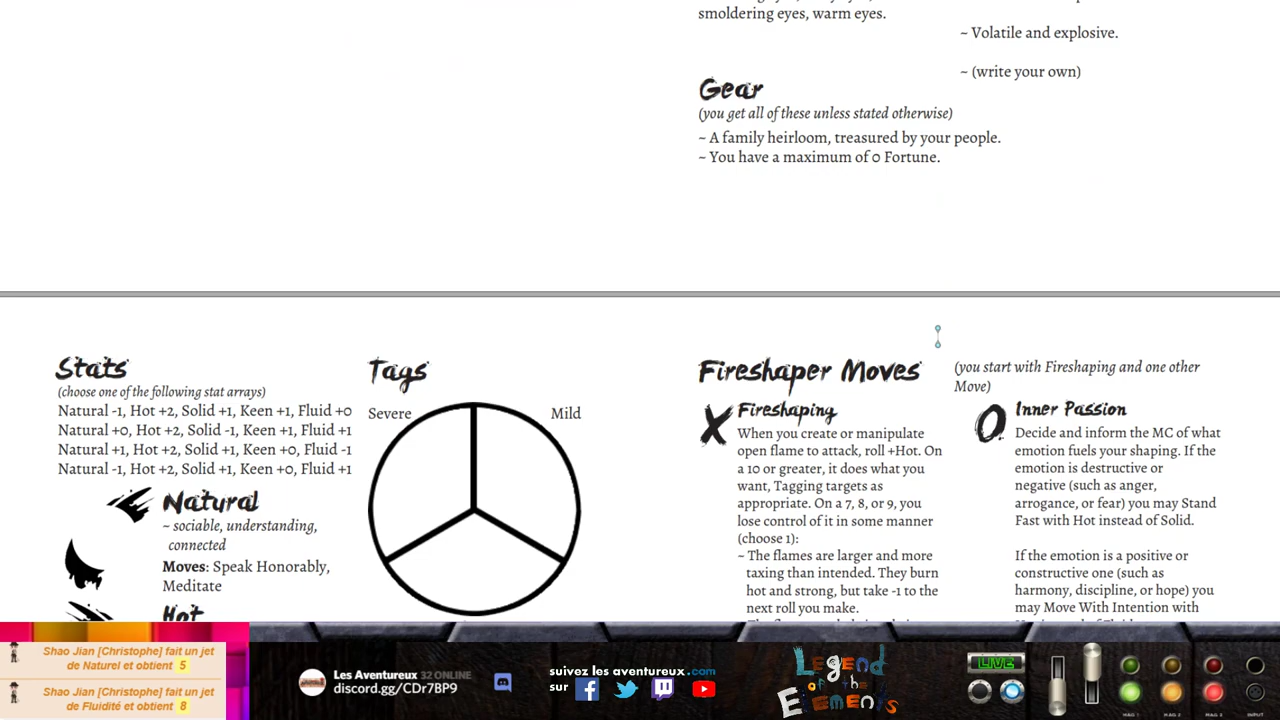 smoldering eyes, warm eyes.
~ Volatile and explosive.
~ (write your own)
Gear
(you get all of these unless stated otherwise)
~ A family heirloom, treasured by your people.
~ You have a maximum of 0 Fortune.
Stats
(choose one of the following stat arrays)
Natural -1, Hot +2, Solid +1, Keen +1, Fluid +0
Natural +0, Hot +2, Solid -1, Keen +1, Fluid +1
Natural +1, Hot +2, Solid +1, Keen +0, Fluid -1
Natural -1, Hot +2, Solid +1, Keen +0, Fluid +1
Natural
~ sociable, understanding,
connected
Moves: Speak Honorably,
Meditate
Hot
Tags
Severe
Mild
Fireshaper Moves
(you start with Fireshaping and one other
Move)
X Fireshaping
When you create or manipulate
open flame to attack, roll +Hot. On
a 10 or greater, it does what you
want, Tagging targets as
appropriate. On a 7, 8, or 9, you
lose control of it in some manner
(choose 1):
~ The flames are larger and more
taxing than intended. They burn
hot and strong, but take -1 to the
next roll you make.
O Inner Passion
Decide and inform the MC of what
emotion fuels your shaping. If the
emotion is destructive or
negative (such as anger,
arrogance, or fear) you may Stand
Fast with Hot instead of Solid.
If the emotion is a positive or
constructive one (such as
harmony, discipline, or hope) you
may Move With Intention with
Shao Jian [Christophe] fait un jet
de Naturel et obtient 5
Shao Jian [Christophe] fait un jet
de Fluidité et obtient 8
Les Aventureux 32 ONLINE
discord.gg/CDr7BP9
suivez les aventureux.com
sur
Legend
of the
Elements
LIVE
MAG 1
MAG 2
INPUT